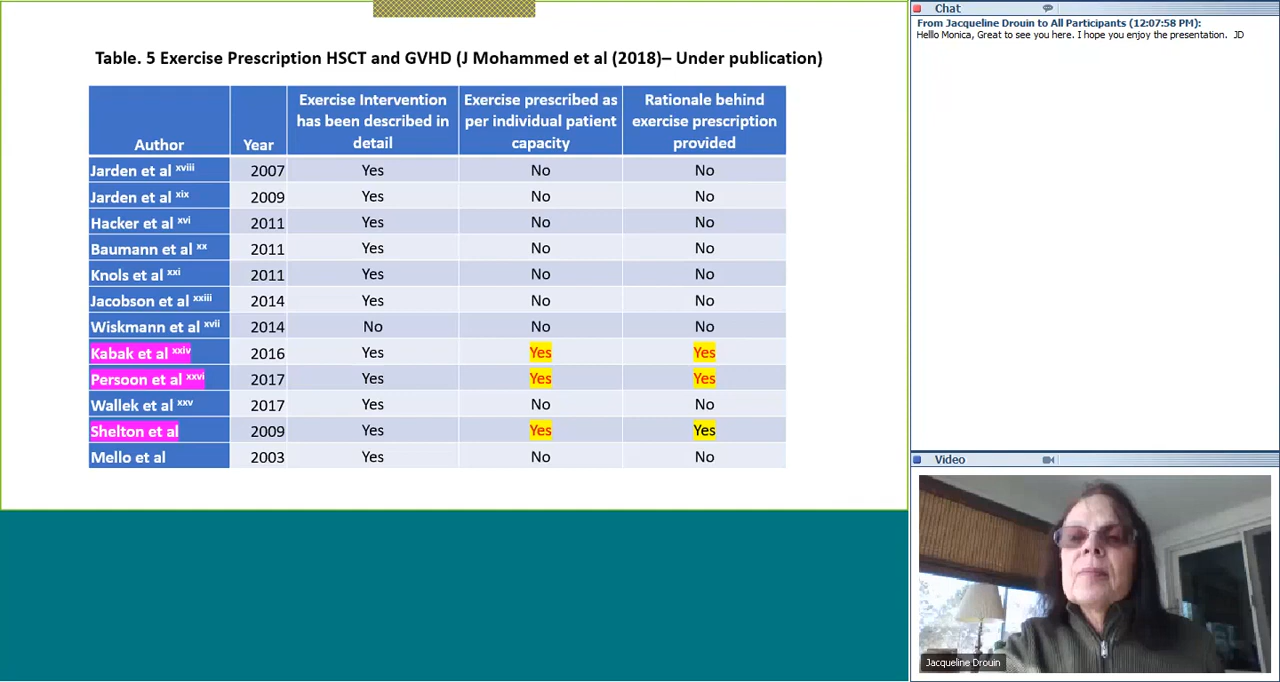 Table. 5 Exercise Prescription HSCT and GVHD (J Mohammed et al (2018)– Under publication)
Author Year Exercise Intervention has been described in detail Exercise prescribed as per individual patient capacity Rationale behind exercise prescription provided
Jarden et al xviii 2007 Yes No No
Jarden et al xix 2009 Yes No No
Hacker et al xvi 2011 Yes No No
Baumann et al xx 2011 Yes No No
Knols et al xxi 2011 Yes No No
Jacobson et al xxiii 2014 Yes No No
Wiskmann et al xvii 2014 No No No
Kabak et al xxiv 2016 Yes Yes Yes
Persoon et al xxvi 2017 Yes Yes Yes
Wallek et al xxv 2017 Yes No No
Shelton et al 2009 Yes Yes Yes
Mello et al 2003 Yes No No
Chat
From Jacqueline Drouin to All Participants (12:07:58 PM):
Helllo Monica, Great to see you here. I hope you enjoy the presentation. JD
Video
Jacqueline Drouin